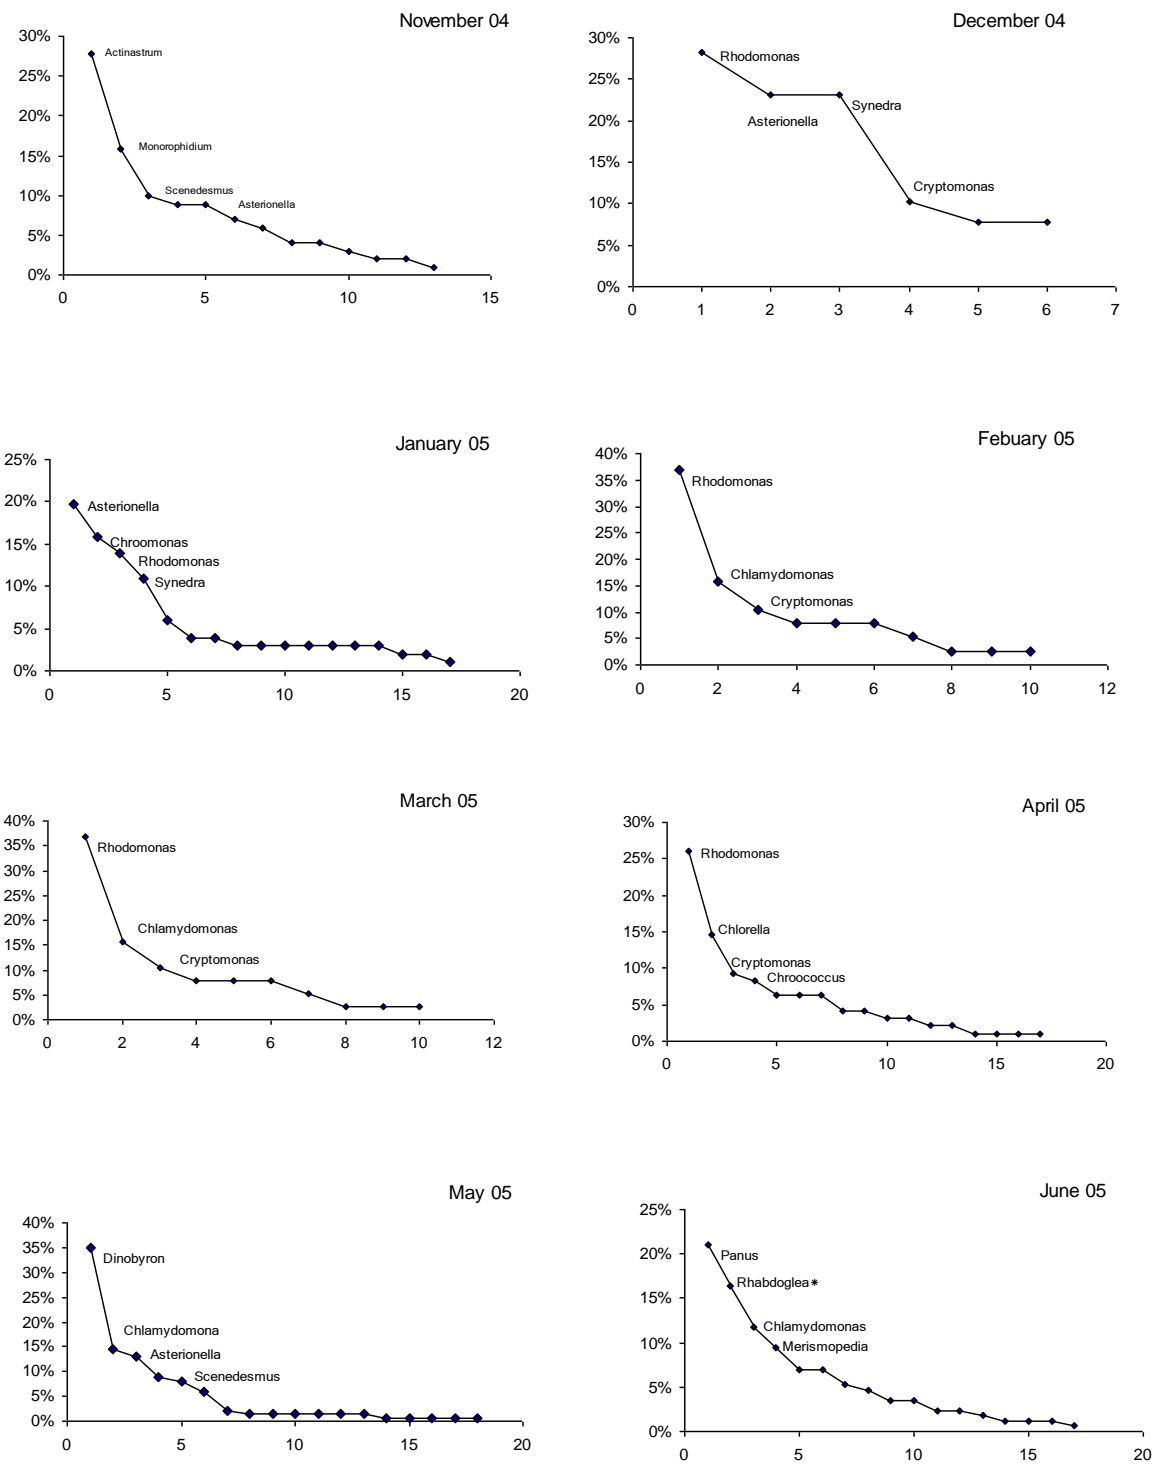 November 04
30%
25%
20%
15%
10%
5%
0%
Actinastrum
Monorophidium
Scenedesmus
Asterionella
0 5 10 15
December 04
30%
25%
20%
15%
10%
5%
0%
Rhodomonas
Asterionella
Synedra
Cryptomonas
0 1 2 3 4 5 6 7
January 05
25%
20%
15%
10%
5%
0%
Asterionella
Chroomonas
Rhodomonas
Synedra
0 5 10 15 20
Febuary 05
40%
35%
30%
25%
20%
15%
10%
5%
0%
Rhodomonas
Chlamydomonas
Cryptomonas
0 2 4 6 8 10 12
March 05
40%
35%
30%
25%
20%
15%
10%
5%
0%
Rhodomonas
Chlamydomonas
Cryptomonas
0 2 4 6 8 10 12
April 05
30%
25%
20%
15%
10%
5%
0%
Rhodomonas
Chlorella
Cryptomonas
Chroococcus
0 5 10 15 20
May 05
40%
35%
30%
25%
20%
15%
10%
5%
0%
Dinobyron
Chlamydomona
Asterionella
Scenedesmus
0 5 10 15 20
June 05
25%
20%
15%
10%
5%
0%
Panus
Rhabdoglea*
Chlamydomonas
Merismopedia
0 5 10 15 20